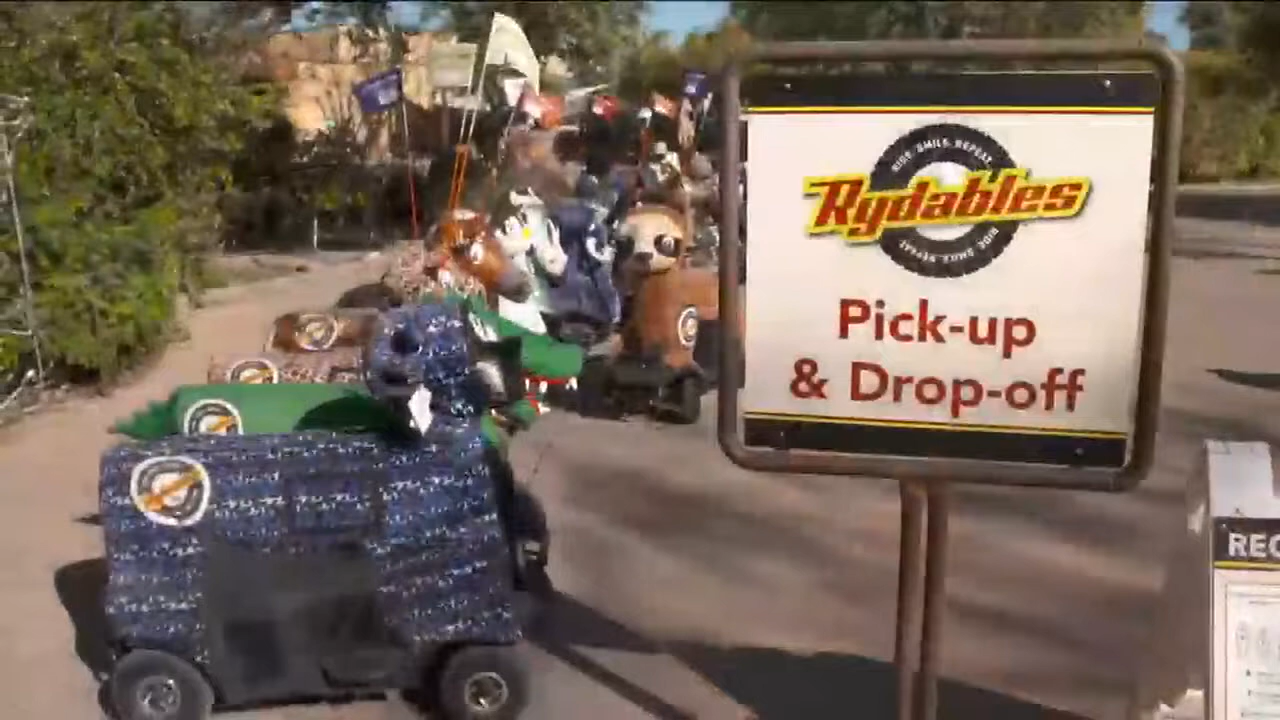 RIDE. SMILE. REPEAT.
Rydables
RIDE. SMILE. REPEAT.
Pick-up
& Drop-off
REC